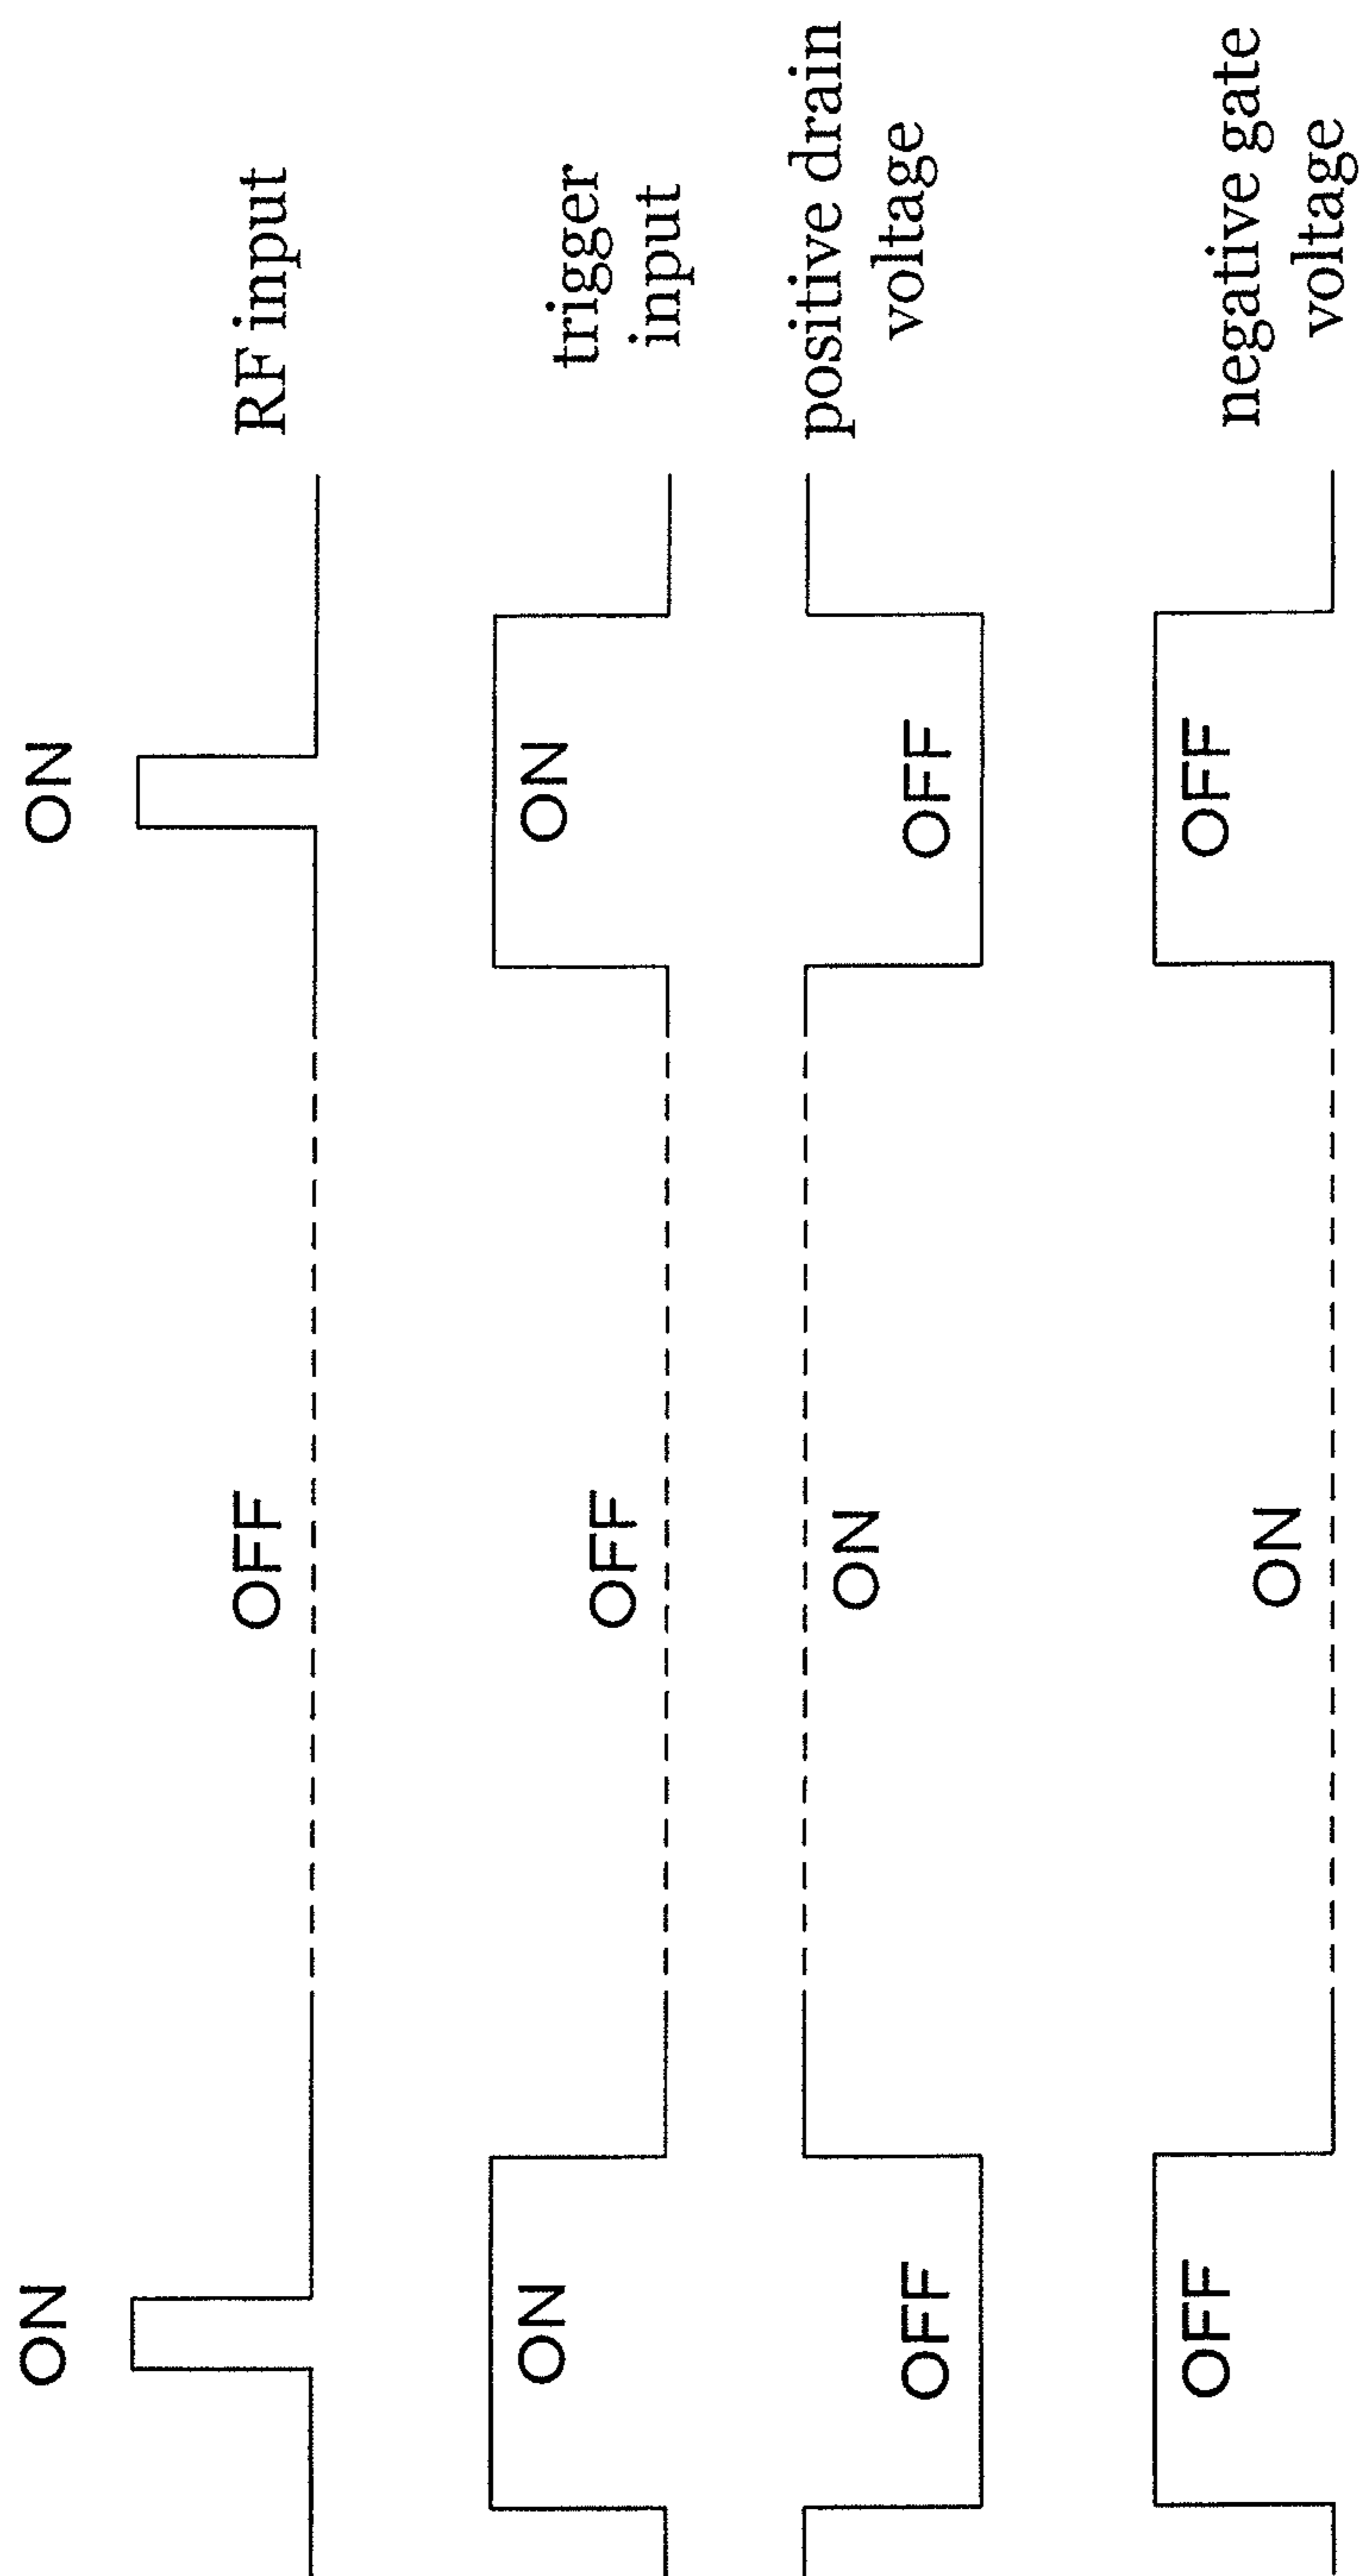 ON
OFF
ON
RF input
ON
OFF
ON
trigger
input
OFF
ON
OFF
positive drain
voltage
OFF
ON
OFF
negative gate
voltage